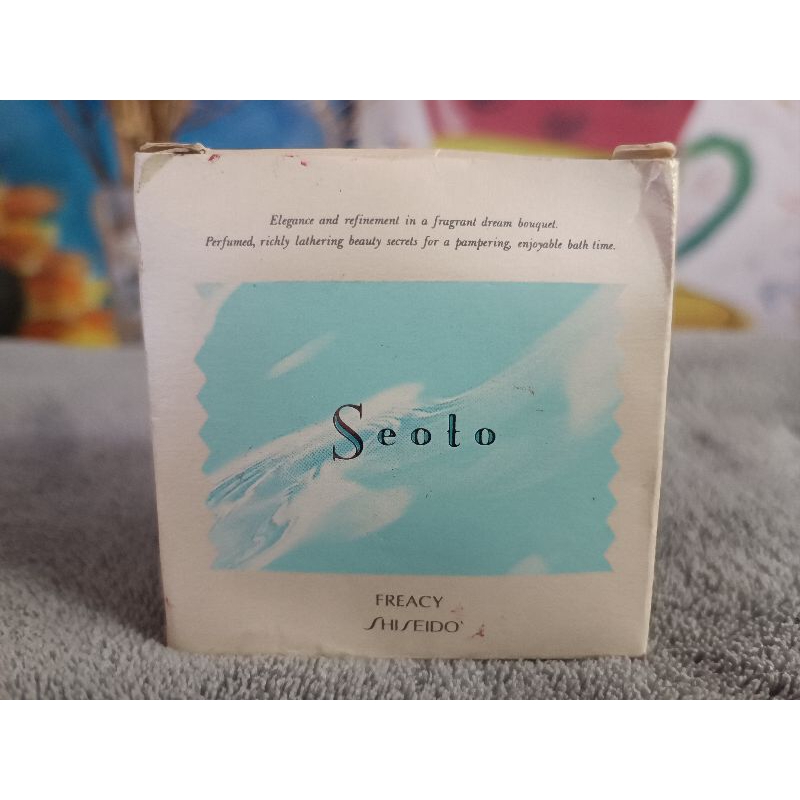 Elegance and refinement in a fragrant dream bouquet.
Perfumed, richly lathering beauty secrets for a pampering, enjoyable bath time.
Seoto
FREACY
SHISEIDO